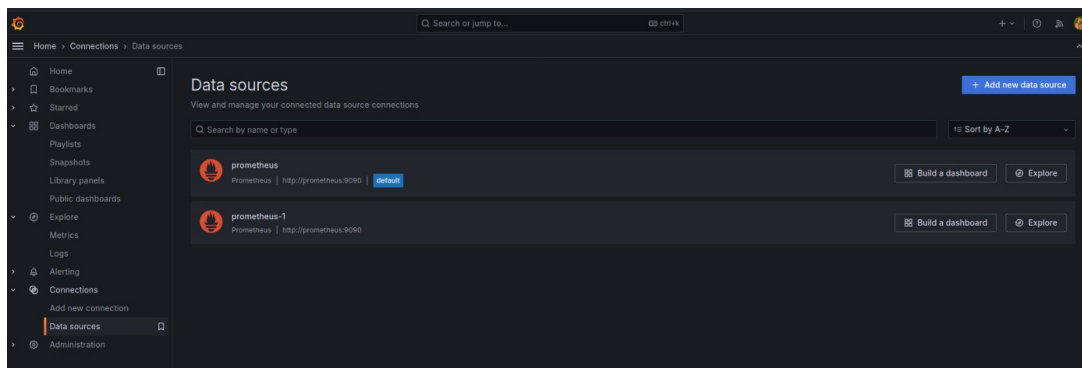 Search or jump to... ctrl+k
Home › Connections › Data sources
Home
Bookmarks
Starred
Dashboards
Playlists
Snapshots
Library panels
Public dashboards
Explore
Metrics
Logs
Alerting
Connections
Add new connection
Data sources
Administration
Data sources
+ Add new data source
View and manage your connected data source connections
Search by name or type
Sort by A–Z
prometheus
Prometheus | http://prometheus:9090 | default
Build a dashboard
Explore
prometheus-1
Prometheus | http://prometheus:9090
Build a dashboard
Explore